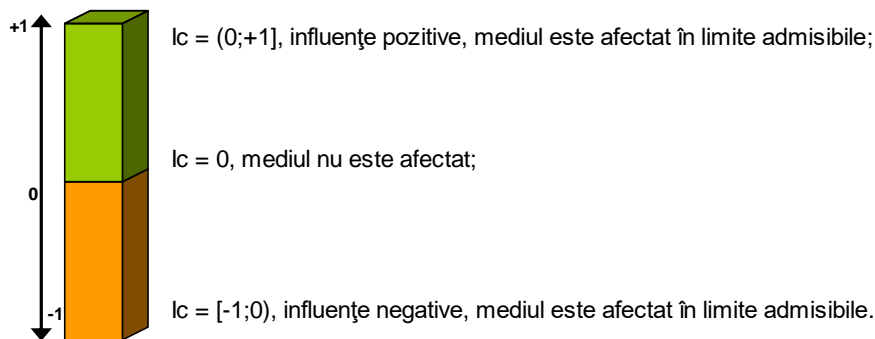 +1
Ic = (0;+1], influenţe pozitive, mediul este afectat în limite admisibile;
Ic = 0, mediul nu este afectat;
0
-1
Ic = [-1;0), influenţe negative, mediul este afectat în limite admisibile.